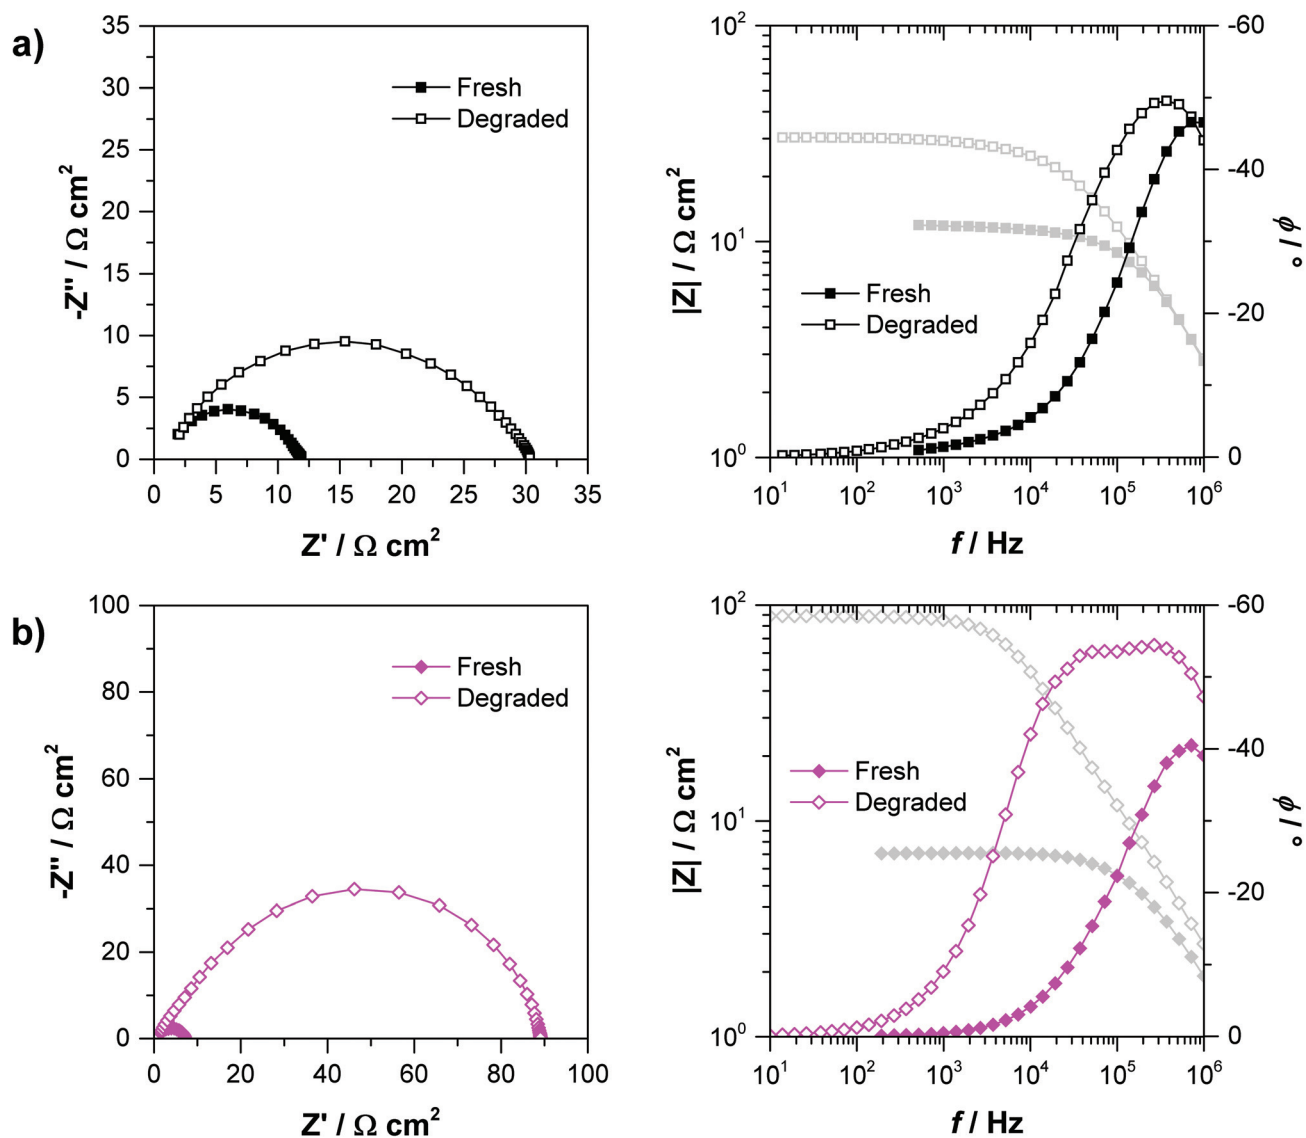 a)
35
30
25
20
15
10
5
0
-Z'' / Ω cm²
Fresh
Degraded
0 5 10 15 20 25 30 35
Z' / Ω cm²
10²
10¹
10⁰
|Z| / Ω cm²
Fresh
Degraded
-60
-40
-20
0
ϕ / °
10¹ 10² 10³ 10⁴ 10⁵ 10⁶
f / Hz
b)
100
80
60
40
20
0
-Z'' / Ω cm²
Fresh
Degraded
0 20 40 60 80 100
Z' / Ω cm²
10²
10¹
10⁰
|Z| / Ω cm²
Fresh
Degraded
-60
-40
-20
0
ϕ / °
10¹ 10² 10³ 10⁴ 10⁵ 10⁶
f / Hz